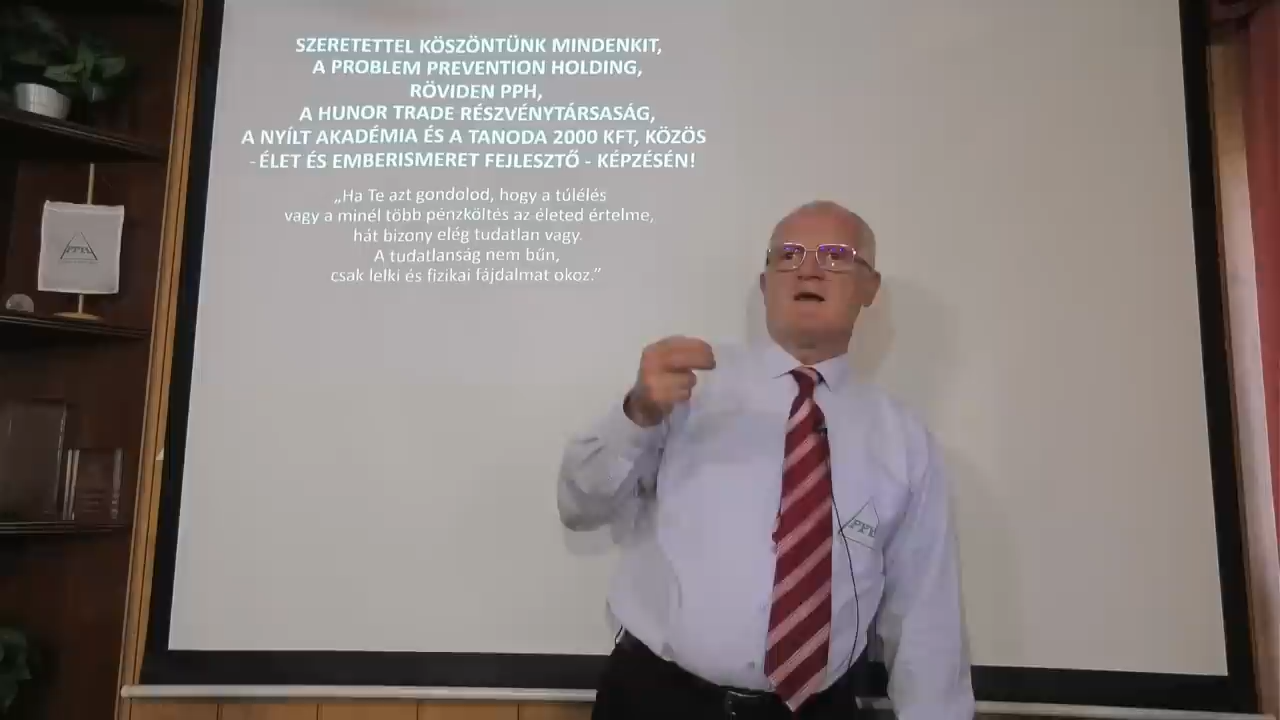 SZERETETTEL KÖSZÖNTÜNK MINDENKIT,
A PROBLEM PREVENTION HOLDING,
RÖVIDEN PPH,
A HUNOR TRADE RÉSZVÉNYTÁRSASÁG,
A NYÍLT AKADÉMIA ÉS A TANODA 2000 KFT, KÖZÖS
- ÉLET ÉS EMBERISMERET FEJLESZTŐ - KÉPZÉSÉN!
„Ha Te azt gondolod, hogy a túlélés
vagy a minél több pénzköltés az életed értelme,
hát bizony elég tudatlan vagy.
A tudatlanság nem bűn,
csak lelki és fizikai fájdalmat okoz.”
PPH
PPH